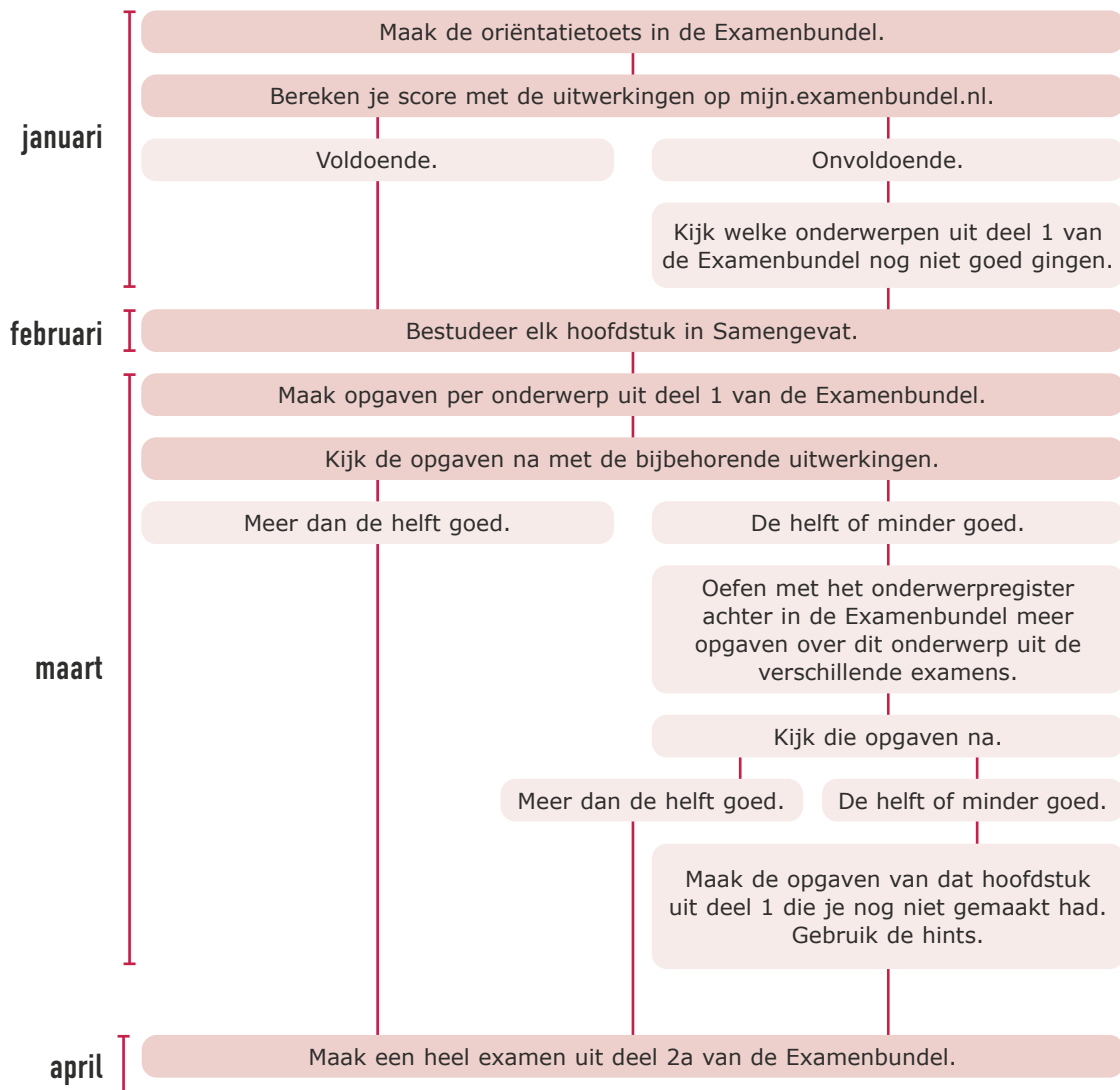 Maak de oriëntatietoets in de Examenbundel.
Bereken je score met de uitwerkingen op mijn.examenbundel.nl.
januari
Voldoende.
Onvoldoende.
Kijk welke onderwerpen uit deel 1 van
de Examenbundel nog niet goed gingen.
februari
Bestudeer elk hoofdstuk in Samengevat.
Maak opgaven per onderwerp uit deel 1 van de Examenbundel.
Kijk de opgaven na met de bijbehorende uitwerkingen.
Meer dan de helft goed.
De helft of minder goed.
Oefen met het onderwerpregister
achter in de Examenbundel meer
opgaven over dit onderwerp uit de
verschillende examens.
maart
Kijk die opgaven na.
Meer dan de helft goed.
De helft of minder goed.
Maak de opgaven van dat hoofdstuk
uit deel 1 die je nog niet gemaakt had.
Gebruik de hints.
april
Maak een heel examen uit deel 2a van de Examenbundel.